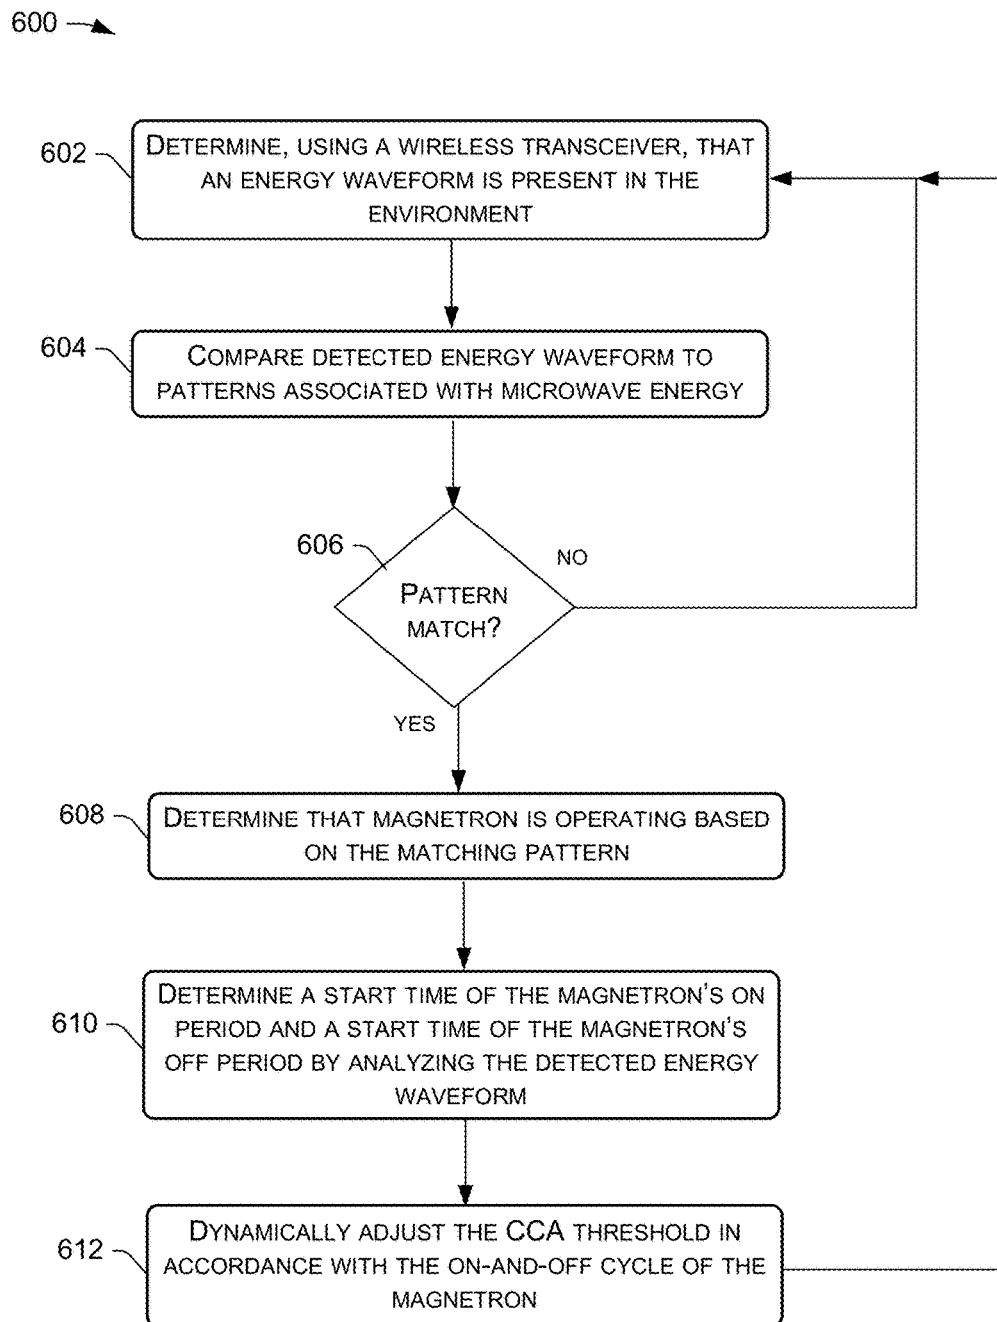 600
602
DETERMINE, USING A WIRELESS TRANSCEIVER, THAT
AN ENERGY WAVEFORM IS PRESENT IN THE
ENVIRONMENT
604
COMPARE DETECTED ENERGY WAVEFORM TO
PATTERNS ASSOCIATED WITH MICROWAVE ENERGY
606
PATTERN
MATCH?
NO
YES
608
DETERMINE THAT MAGNETRON IS OPERATING BASED
ON THE MATCHING PATTERN
610
DETERMINE A START TIME OF THE MAGNETRON'S ON
PERIOD AND A START TIME OF THE MAGNETRON'S
OFF PERIOD BY ANALYZING THE DETECTED ENERGY
WAVEFORM
612
DYNAMICALLY ADJUST THE CCA THRESHOLD IN
ACCORDANCE WITH THE ON-AND-OFF CYCLE OF THE
MAGNETRON